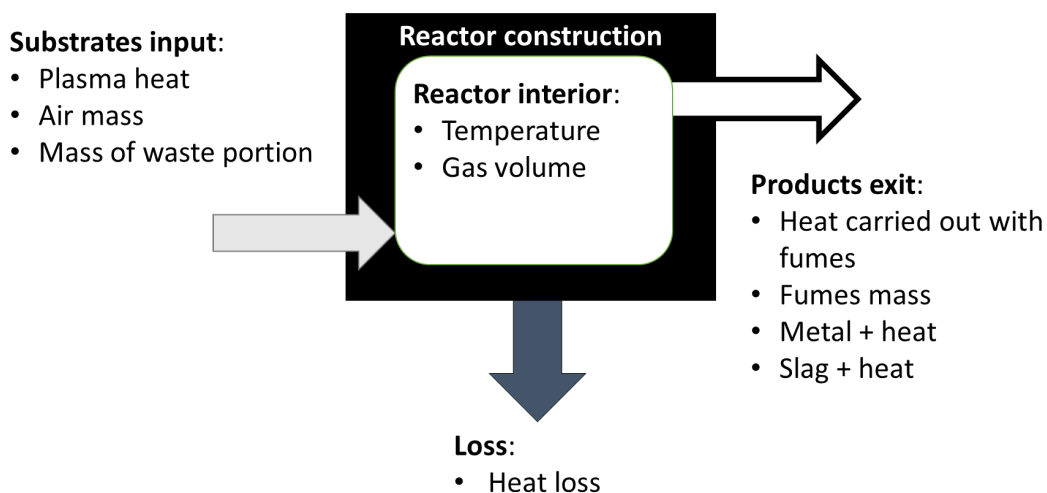 Substrates input:
• Plasma heat
• Air mass
• Mass of waste portion
Reactor construction
Reactor interior:
• Temperature
• Gas volume
Products exit:
• Heat carried out with
fumes
• Fumes mass
• Metal + heat
• Slag + heat
Loss:
• Heat loss